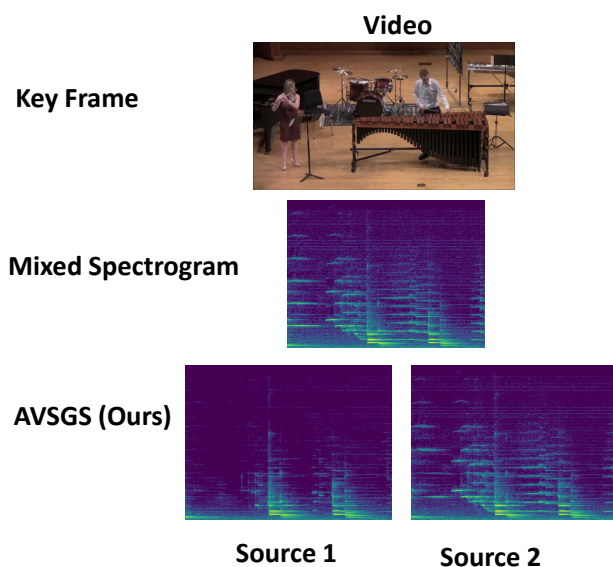 Video
Key Frame
Mixed Spectrogram
AVSGS (Ours)
Source 1
Source 2